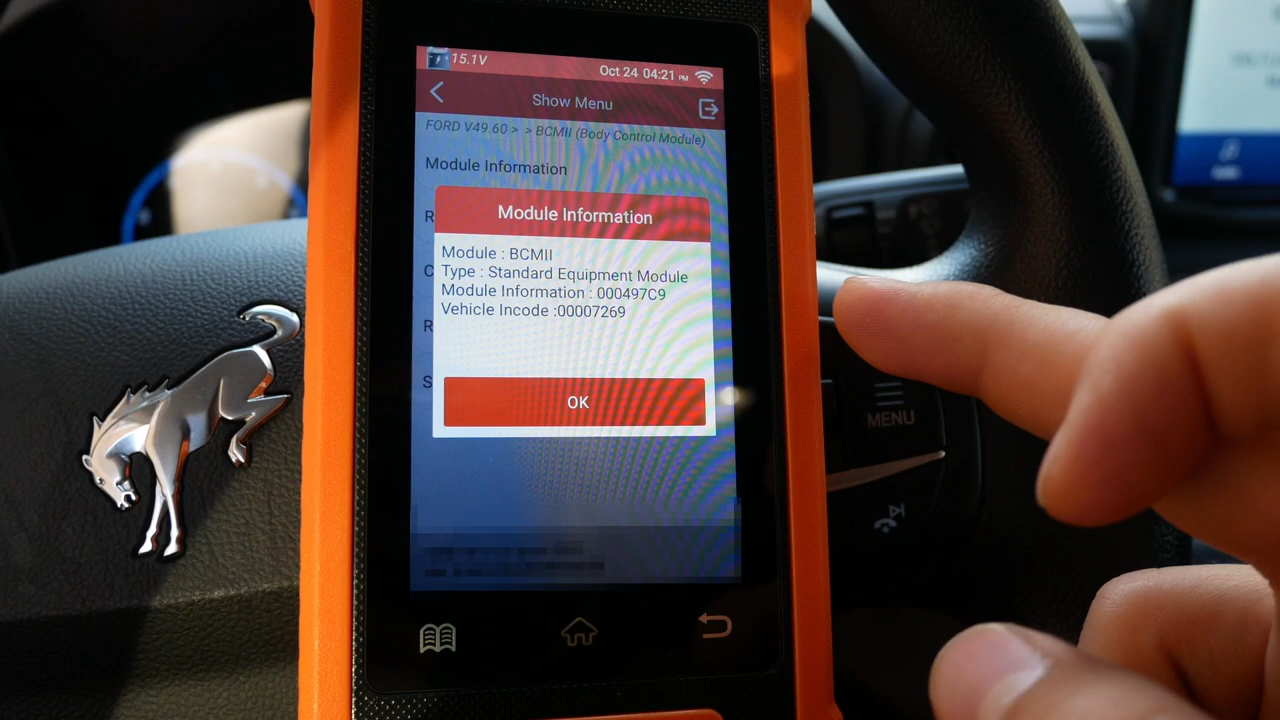 15.1V
Oct 24 04:21 PM
Show Menu
FORD V49.60 > > BCMII (Body Control Module)
Module Information
R
Module Information
Module : BCMII
Type : Standard Equipment Module
C
Module Information : 000497C9
Vehicle Incode :00007269
R
S
OK
MENU